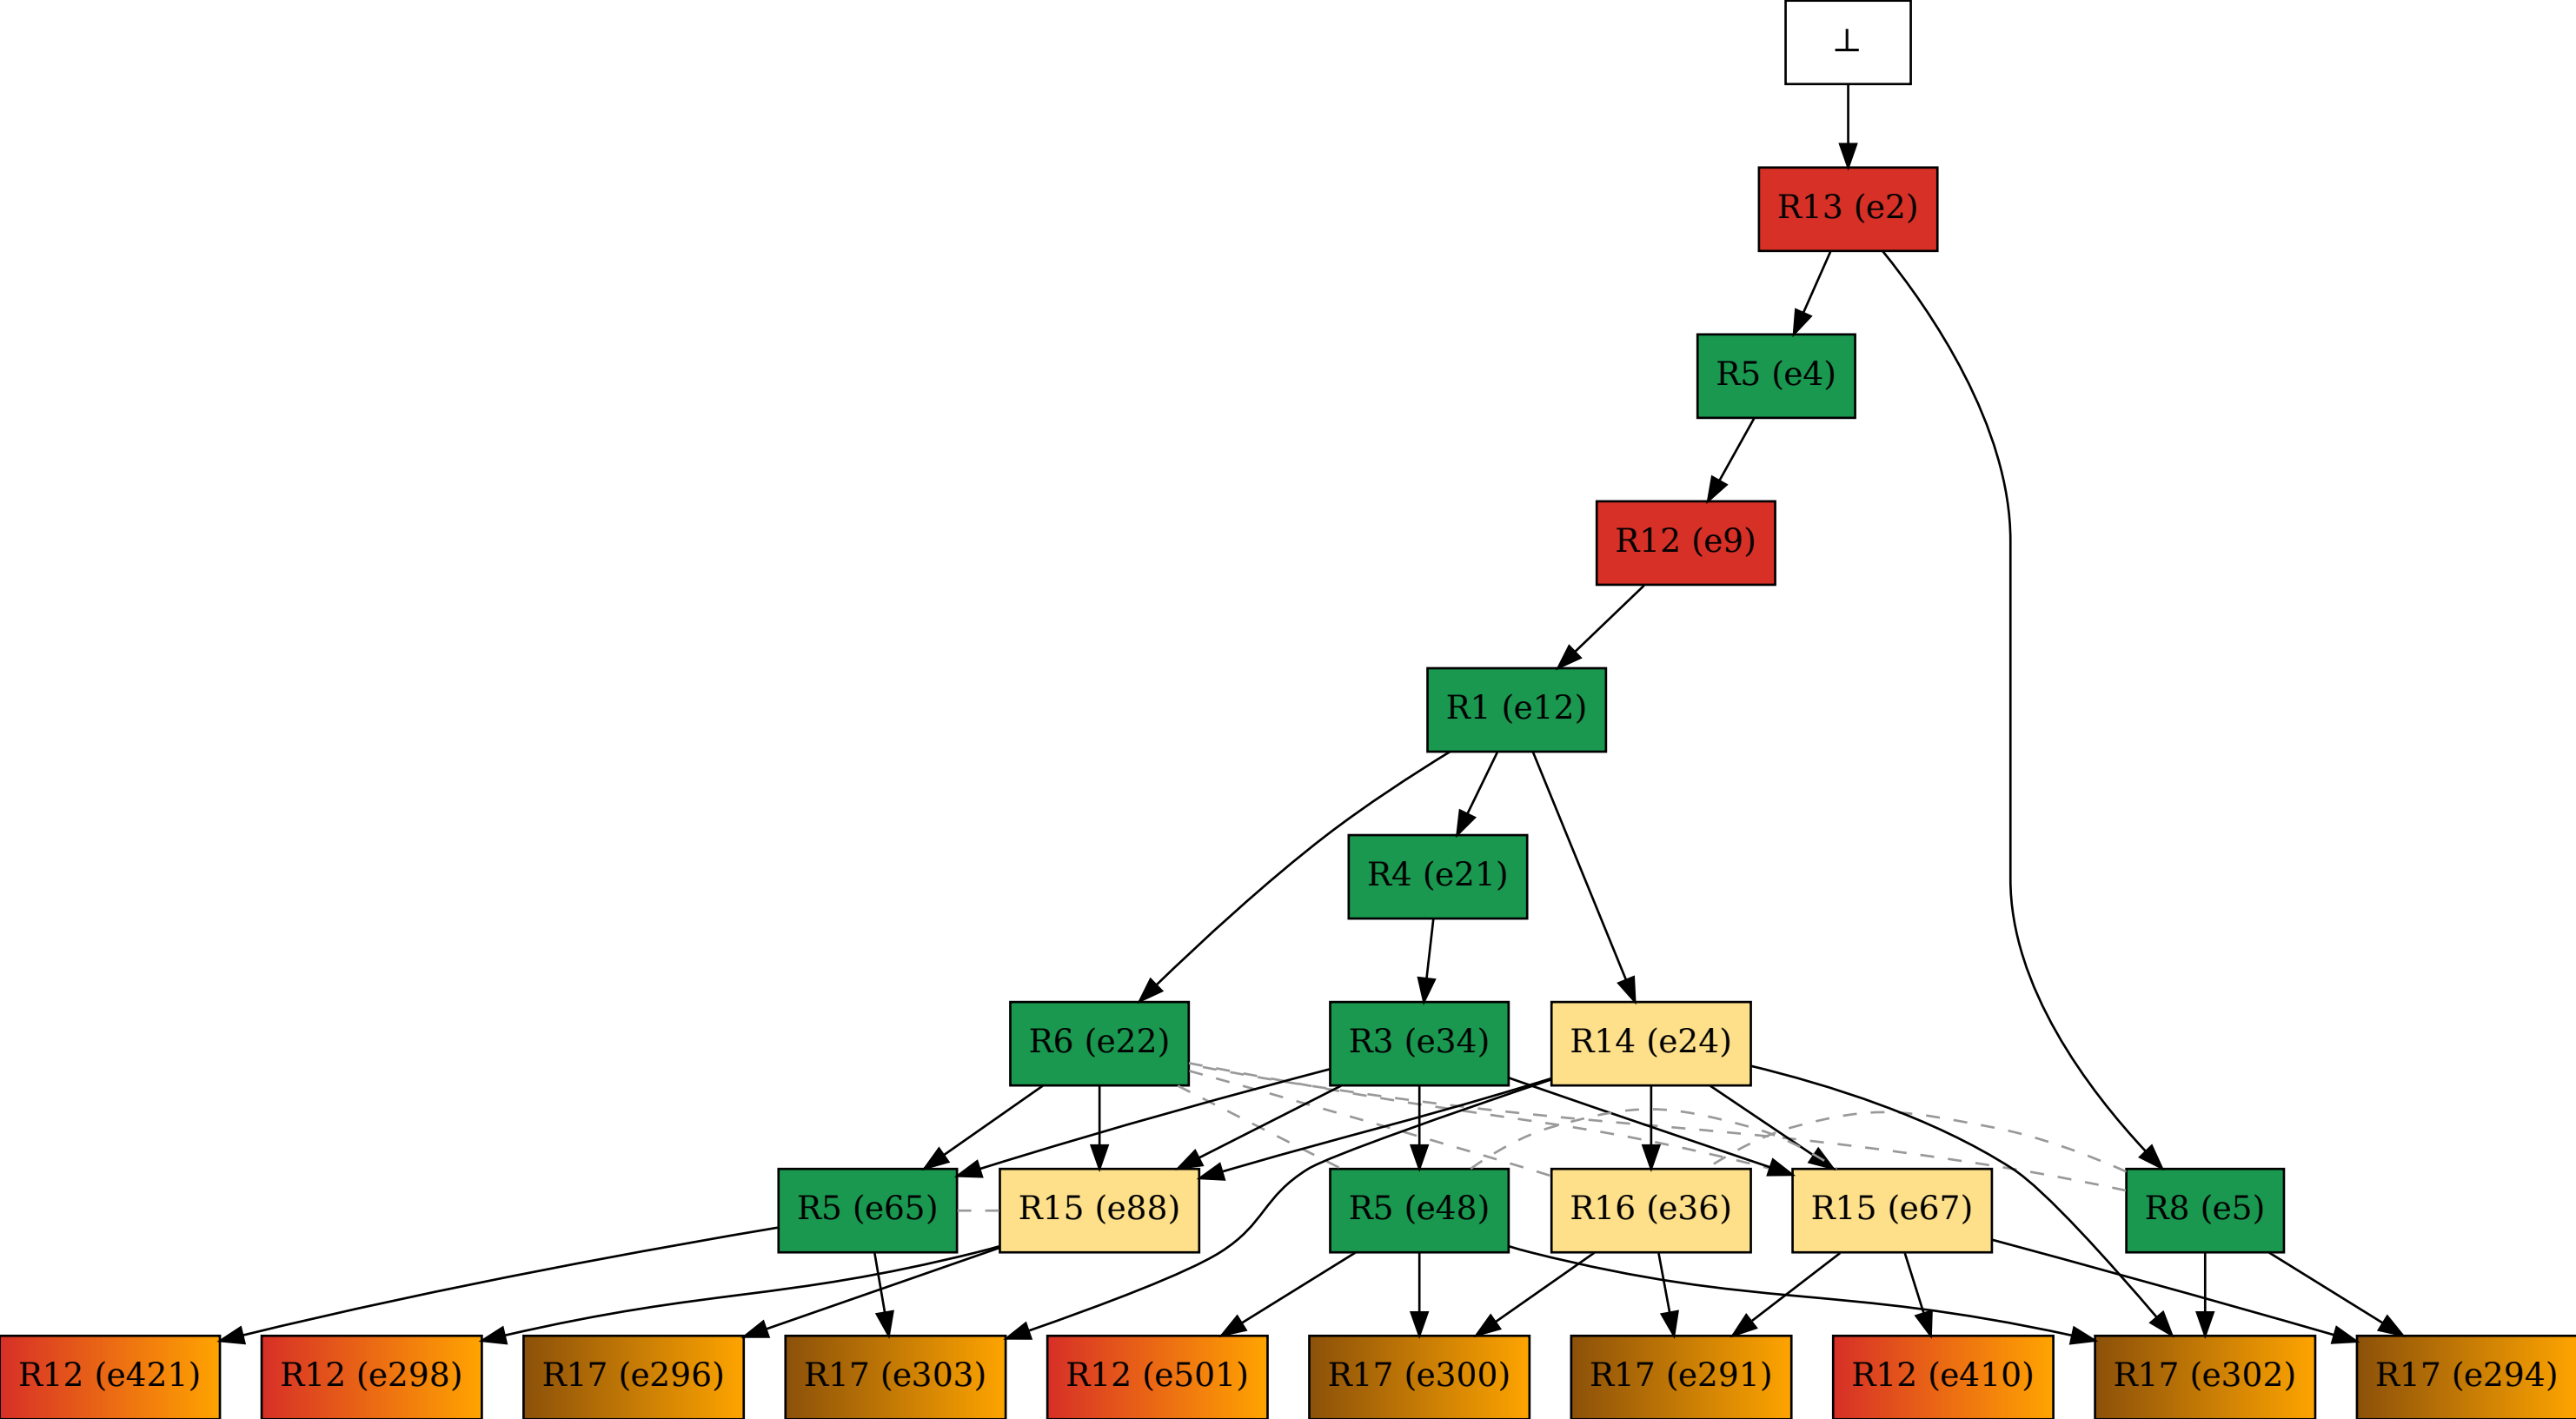 ⊥
R13 (e2)
R5 (e4)
R12 (e9)
R1 (e12)
R4 (e21)
R6 (e22)
R3 (e34)
R14 (e24)
R5 (e65)
R15 (e88)
R5 (e48)
R16 (e36)
R15 (e67)
R8 (e5)
R12 (e421)
R12 (e298)
R17 (e296)
R17 (e303)
R12 (e501)
R17 (e300)
R17 (e291)
R12 (e410)
R17 (e302)
R17 (e294)